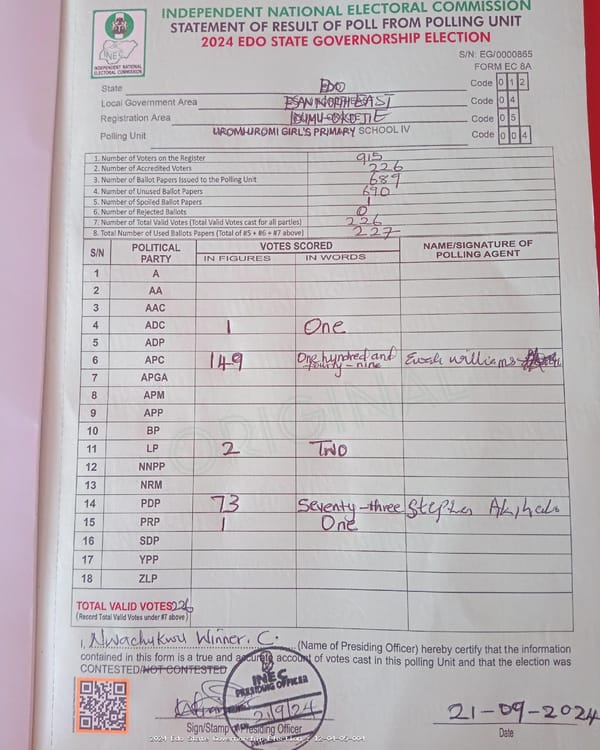 INDEPENDENT NATIONAL ELECTORAL COMMISSION
STATEMENT OF RESULT OF POLL FROM POLLING UNIT
2024 EDO STATE GOVERNORSHIP ELECTION
INEC
INDEPENDENT NATIONAL
ELECTORAL COMMISSION
S/N: EG/0000865
FORM EC 8A
State EDO Code 0 1 2
Local Government Area ESAN NORTH EAST Code 0 4
Registration Area IDUMU-OKOJIE Code 0 5
Polling Unit UROMI-UROMI GIRL'S PRIMARY SCHOOL IV Code 0 0 4
1. Number of Voters on the Register 915
2. Number of Accredited Voters 226
3. Number of Ballot Papers Issued to the Polling Unit 689
4. Number of Unused Ballot Papers 690
5. Number of Spoiled Ballot Papers 1
6. Number of Rejected Ballots 0
7. Number of Total Valid Votes (Total Valid Votes cast for all parties) 226
8. Total Number of Used Ballots Papers (Total of #5 + #6 + #7 above) 227
S/N POLITICAL PARTY VOTES SCORED NAME/SIGNATURE OF POLLING AGENT
IN FIGURES IN WORDS
1 A
2 AA
3 AAC
4 ADC 1 One
5 ADP
6 APC 149 One hundred and fourty-nine Ewah Williams
7 APGA
8 APM
9 APP
10 BP
11 LP 2 Two
12 NNPP
13 NRM
14 PDP 73 Seventy-three Stephen
15 PRP 1 One
16 SDP
17 YPP
18 ZLP
ORIGINAL
TOTAL VALID VOTES 226
(Record Total Valid Votes under #7 above)
I, Nwachukwu Winner. C. (Name of Presiding Officer) hereby certify that the information
contained in this form is a true and accurate account of votes cast in this polling Unit and that the election was
CONTESTED/NOT CONTESTED
INEC
PRESIDING OFFICER
21/9/24
21-09-2024
Sign/Stamp of Presiding Officer
Date
2024 Edo State Governorship Election - 12-04-05-004